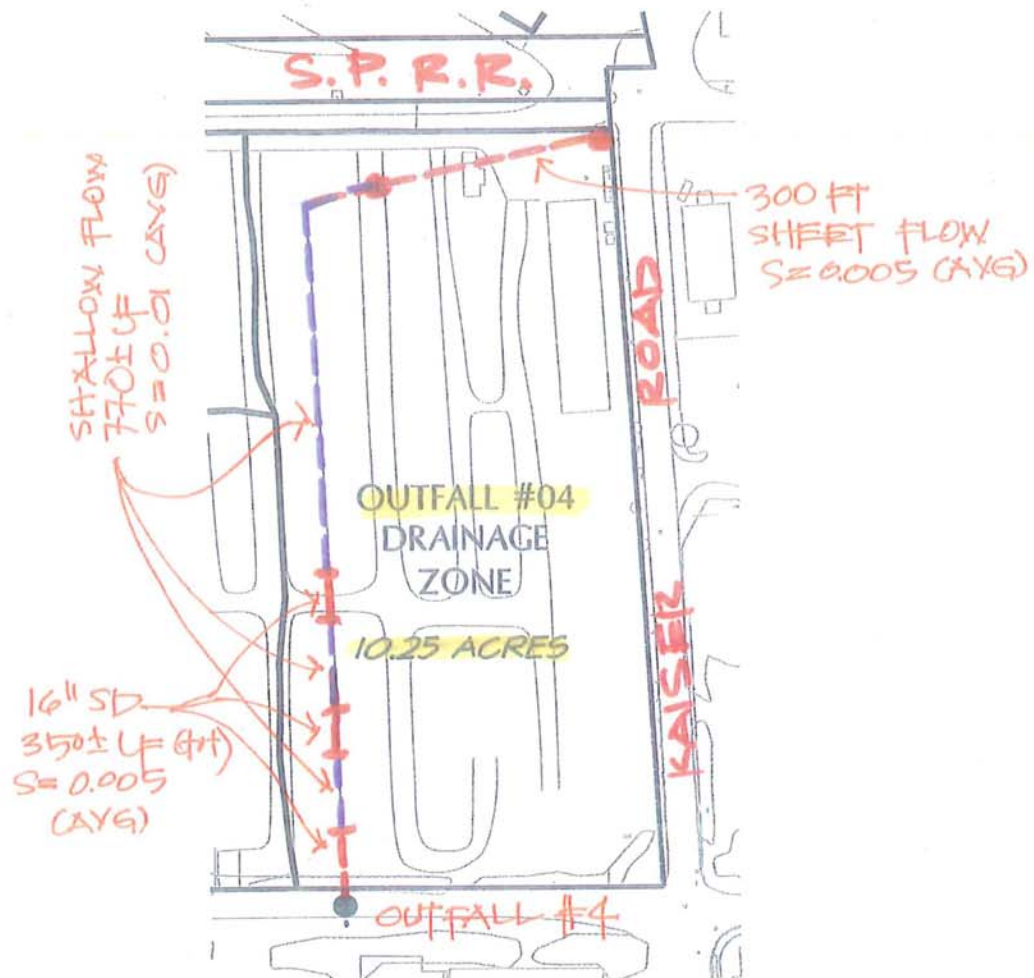 S. P. R.R.
SHALLOW FLOW
770± LF
S=0.01 (AVG)
300 FT
SHEET FLOW
S=0.005 (AVG)
ROAD
OUTFALL #04
DRAINAGE
ZONE
10.25 ACRES
KAISER
16" SD
350± LF (tot)
S=0.005
(AVG)
OUTFALL #4